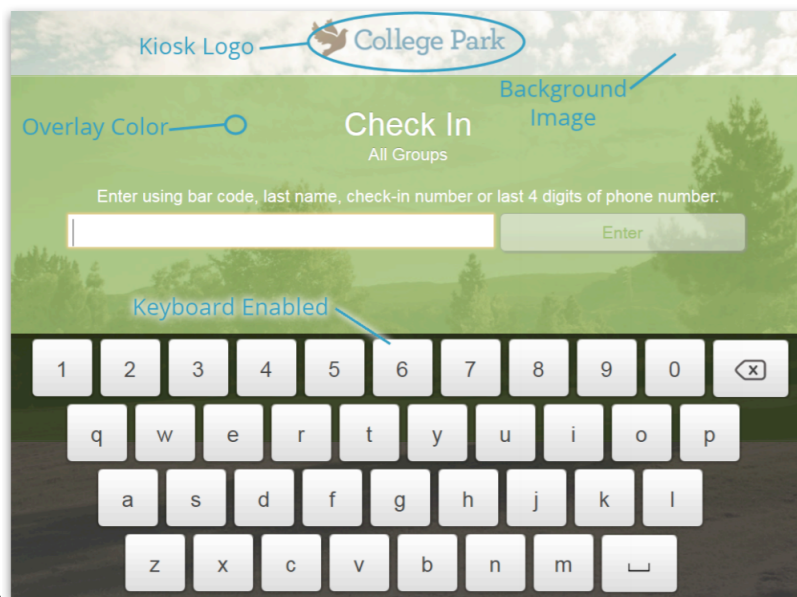 Kiosk Logo
College Park
Background
Image
Overlay Color
Check In
All Groups
Enter using bar code, last name, check-in number or last 4 digits of phone number.
Enter
Keyboard Enabled
1 2 3 4 5 6 7 8 9 0
q w e r t y u i o p
a s d f g h j k l
z x c v b n m